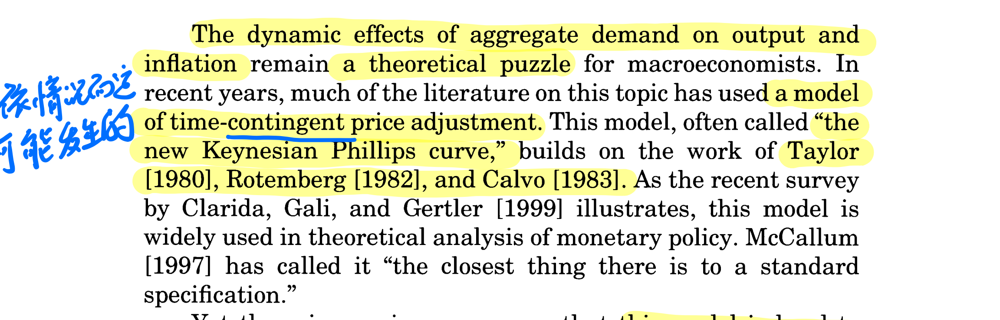 The dynamic effects of aggregate demand on output and
inflation remain a theoretical puzzle for macroeconomists. In
recent years, much of the literature on this topic has used a model
of time-contingent price adjustment. This model, often called “the
new Keynesian Phillips curve,” builds on the work of Taylor
[1980], Rotemberg [1982], and Calvo [1983]. As the recent survey
by Clarida, Gali, and Gertler [1999] illustrates, this model is
widely used in theoretical analysis of monetary policy. McCallum
[1997] has called it “the closest thing there is to a standard
specification.”
依情况而定
可能发生的